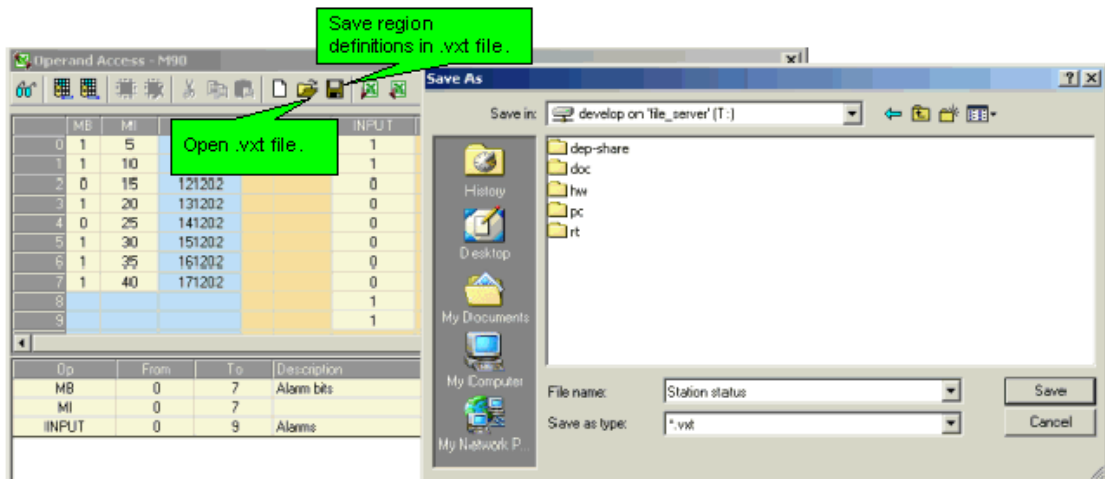 Save region
definitions in .vxt file.
Operand Access - M90
Save As
Save in:
develop on 'file_server' (T:)
Open .vxt file.
MB MI INPUT
0 1 5 1
1 1 10 1
2 0 15 121202 0
3 1 20 131202 0
4 0 25 141202 0
5 1 30 151202 0
6 1 35 161202 0
7 1 40 171202 0
8 1
9 1
Op From To Description
MB 0 7 Alarm bits
MI 0 7
INPUT 0 9 Alarms
History
Desktop
My Documents
My Computer
My Network P...
dep-share
doc
hw
pc
rt
File name: Station status Save
Save as type: *.vxt Cancel